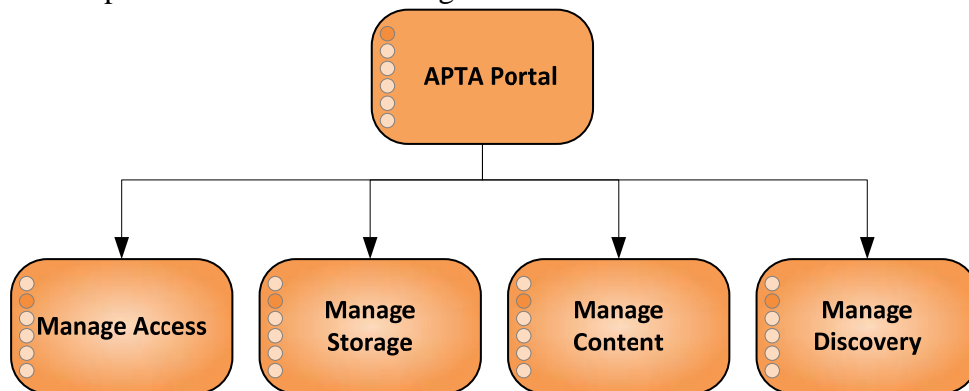 APTA Portal
Manage Access
Manage
Storage
Manage
Content
Manage
Discovery